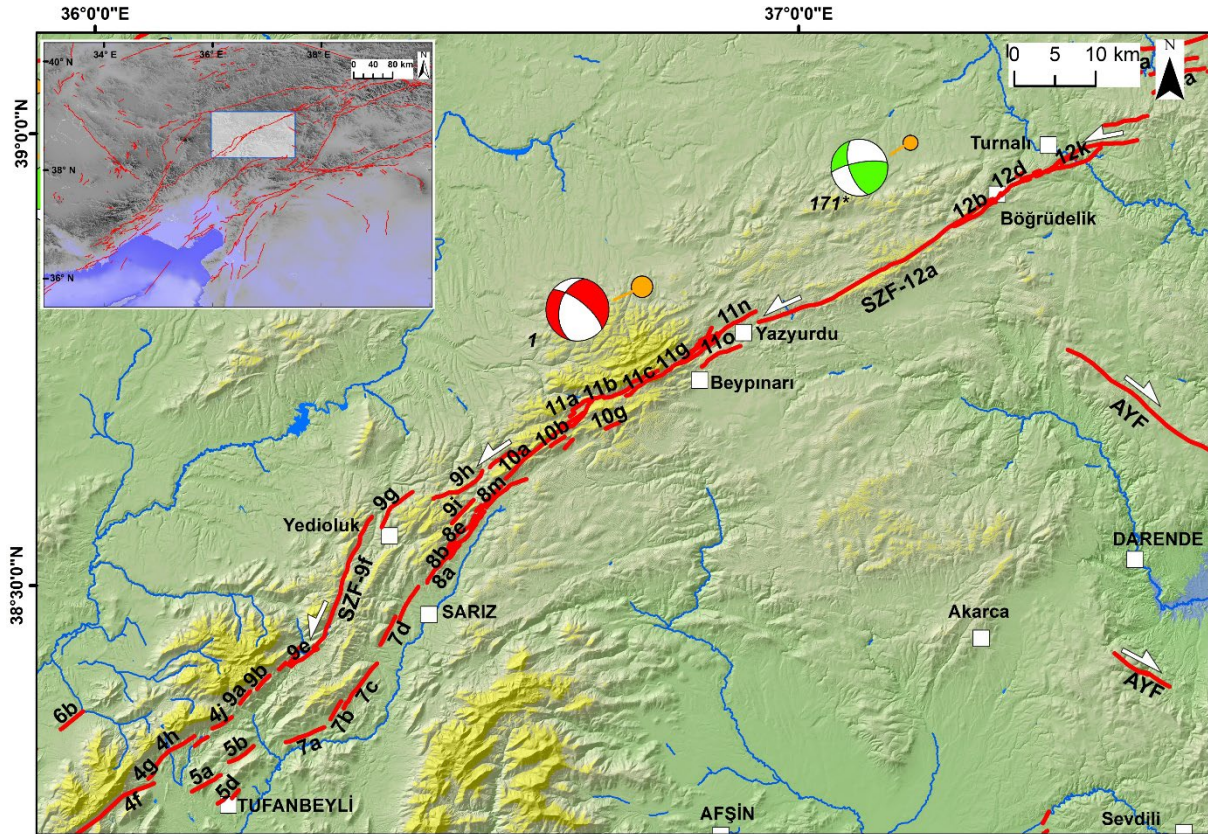 36°0'0"E
37°0'0"E
39°0'0"N
38°30'0"N
34° E
36° E
38° E
40° N
38° N
36° N
0 40 80 km
N
0 5 10 km
N
a
a
Turnalı
12k
12d
12b
Böğrüdelik
171*
SZF-12a
1
11n
Yazyurdu
11o
11g
Beypınarı
11c
11b
11a
10g
10b
10a
AYF
9h
8m
9i
9g
8e
Yedioluk
8b
8a
DARENDE
SZF-9f
SARIZ
7d
Akarca
9e
AYF
9b
9a
7c
6b
4j
7b
4h
5b
7a
4g
5a
4f
5d
TUFANBEYLİ
AFŞİN
Sevdili